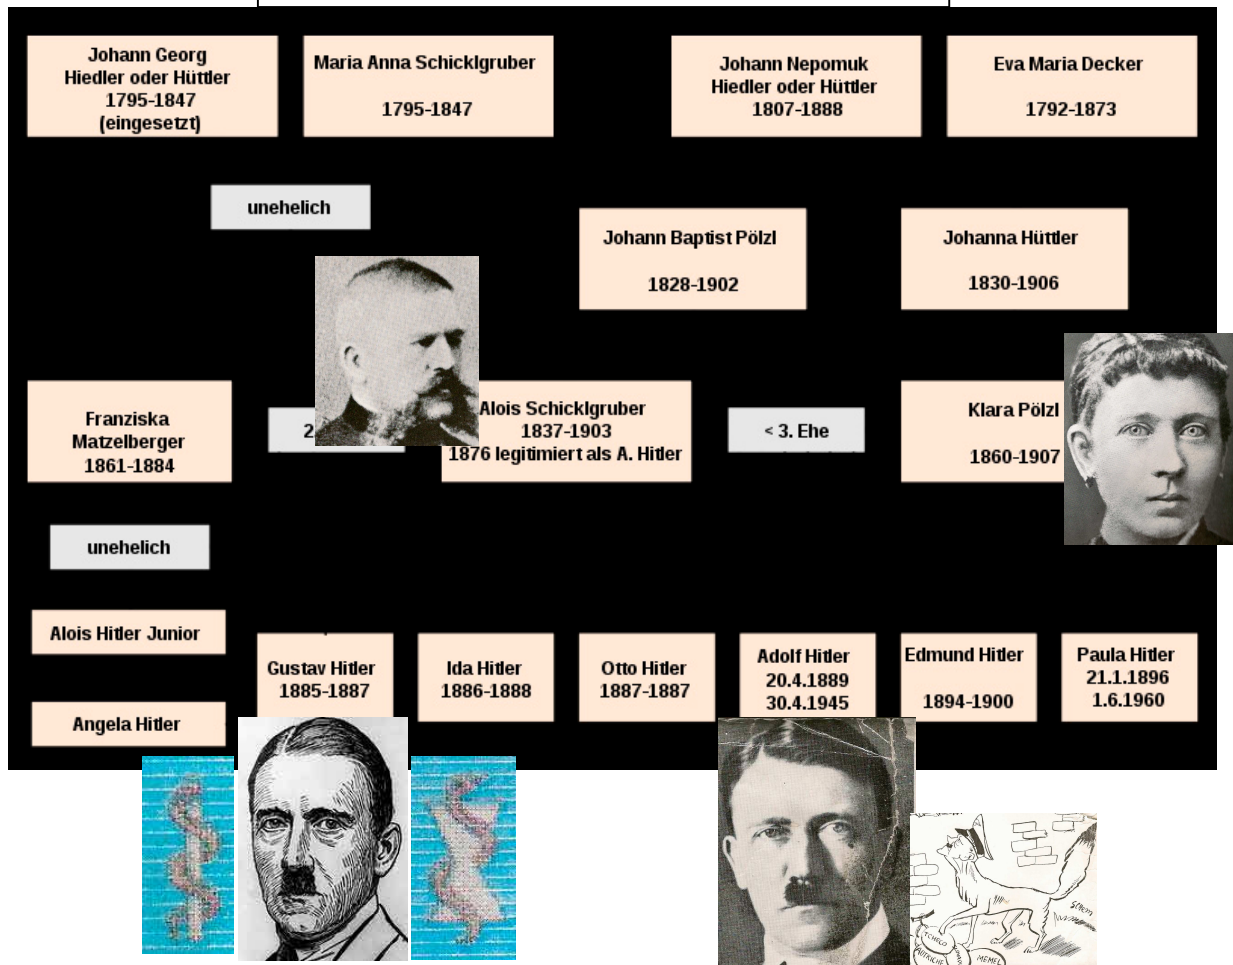 Johann Georg
Hiedler oder Hüttler
1795-1847
(eingesetzt)
Maria Anna Schicklgruber
1795-1847
Johann Nepomuk
Hiedler oder Hüttler
1807-1888
Eva Maria Decker
1792-1873
unehelich
Johann Baptist Pölzl
1828-1902
Johanna Hüttler
1830-1906
Franziska
Matzelberger
1861-1884
2
Alois Schicklgruber
1837-1903
1876 legitimiert als A. Hitler
< 3. Ehe
Klara Pölzl
1860-1907
unehelich
Alois Hitler Junior
Angela Hitler
Gustav Hitler
1885-1887
Ida Hitler
1886-1888
Otto Hitler
1887-1887
Adolf Hitler
20.4.1889
30.4.1945
Edmund Hitler
1894-1900
Paula Hitler
21.1.1896
1.6.1960
TCHECO
AUTRICHE
MEMEL